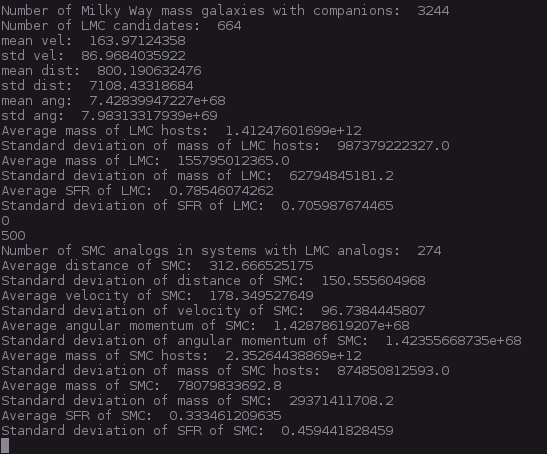 Number of Milky Way mass galaxies with companions:  3244
Number of LMC candidates:  664
mean vel:  163.97124358
std vel:  86.9684035922
mean dist:  800.190632476
std dist:  7108.43318684
mean ang:  7.42839947227e+68
std ang:  7.98313317939e+69
Average mass of LMC hosts:  1.41247601699e+12
Standard deviation of mass of LMC hosts:  987379222327.0
Average mass of LMC:  155795012365.0
Standard deviation of mass of LMC:  62794845181.2
Average SFR of LMC:  0.78546074262
Standard deviation of SFR of LMC:  0.705987674465
0
500
Number of SMC analogs in systems with LMC analogs:  274
Average distance of SMC:  312.666525175
Standard deviation of distance of SMC:  150.555604968
Average velocity of SMC:  178.349527649
Standard deviation of velocity of SMC:  96.7384445807
Average angular momentum of SMC:  1.42878619207e+68
Standard deviation of angular momentum of SMC:  1.42355668735e+68
Average mass of SMC hosts:  2.35264438869e+12
Standard deviation of mass of SMC hosts:  874850812593.0
Average mass of SMC:  78079833692.8
Standard deviation of mass of SMC:  29371411708.2
Average SFR of SMC:  0.333461209635
Standard deviation of SFR of SMC:  0.459441828459